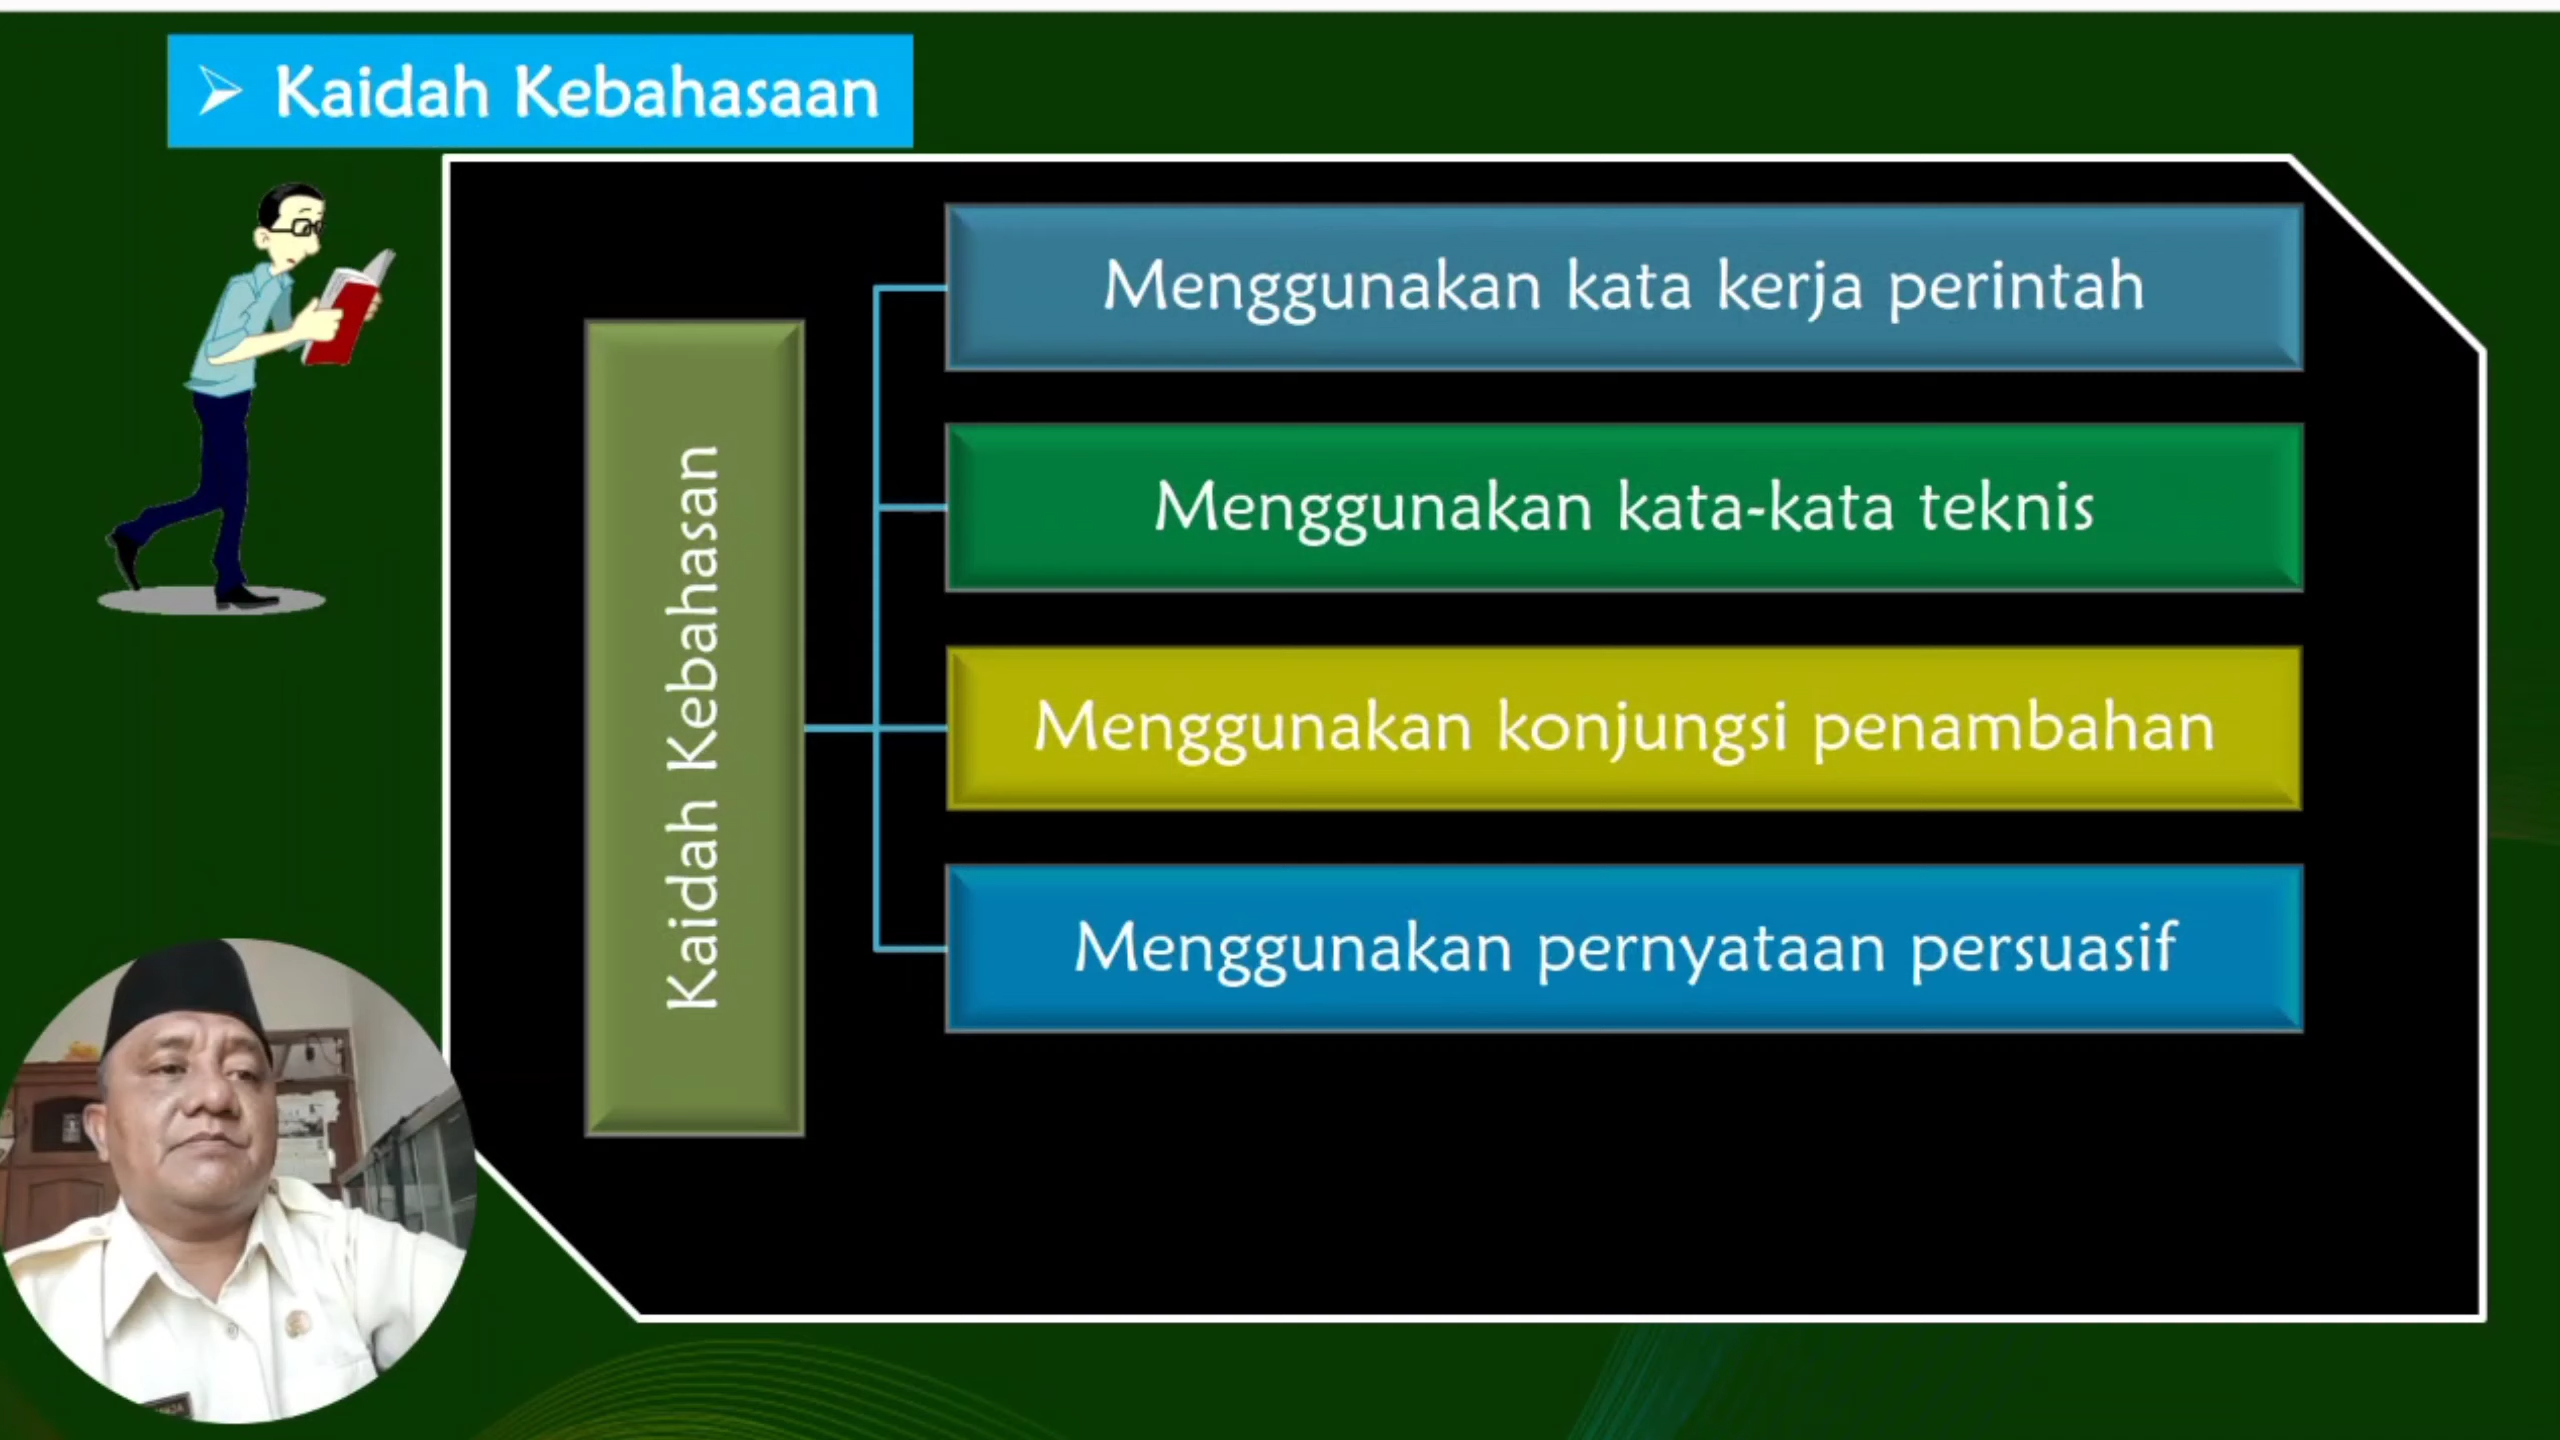 Kaidah Kebahasaan
Kaidah Kebahasan
Menggunakan kata kerja perintah
Menggunakan kata-kata teknis
Menggunakan konjungsi penambahan
Menggunakan pernyataan persuasif